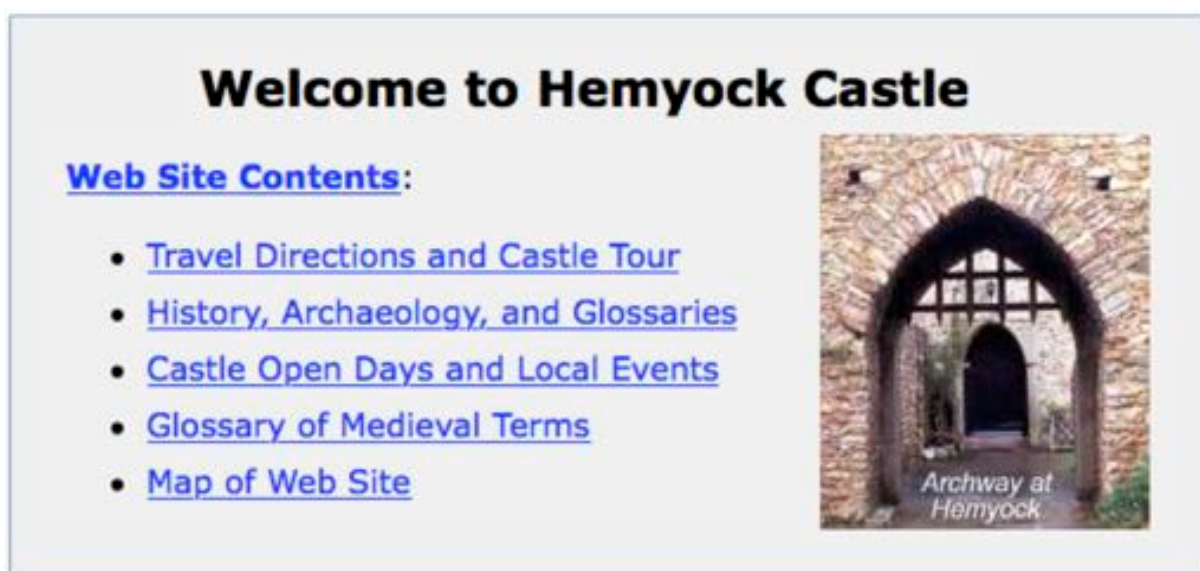 Welcome to Hemyock Castle
Web Site Contents:
Travel Directions and Castle Tour
History, Archaeology, and Glossaries
Castle Open Days and Local Events
Glossary of Medieval Terms
Map of Web Site
Archway at
Hemyock